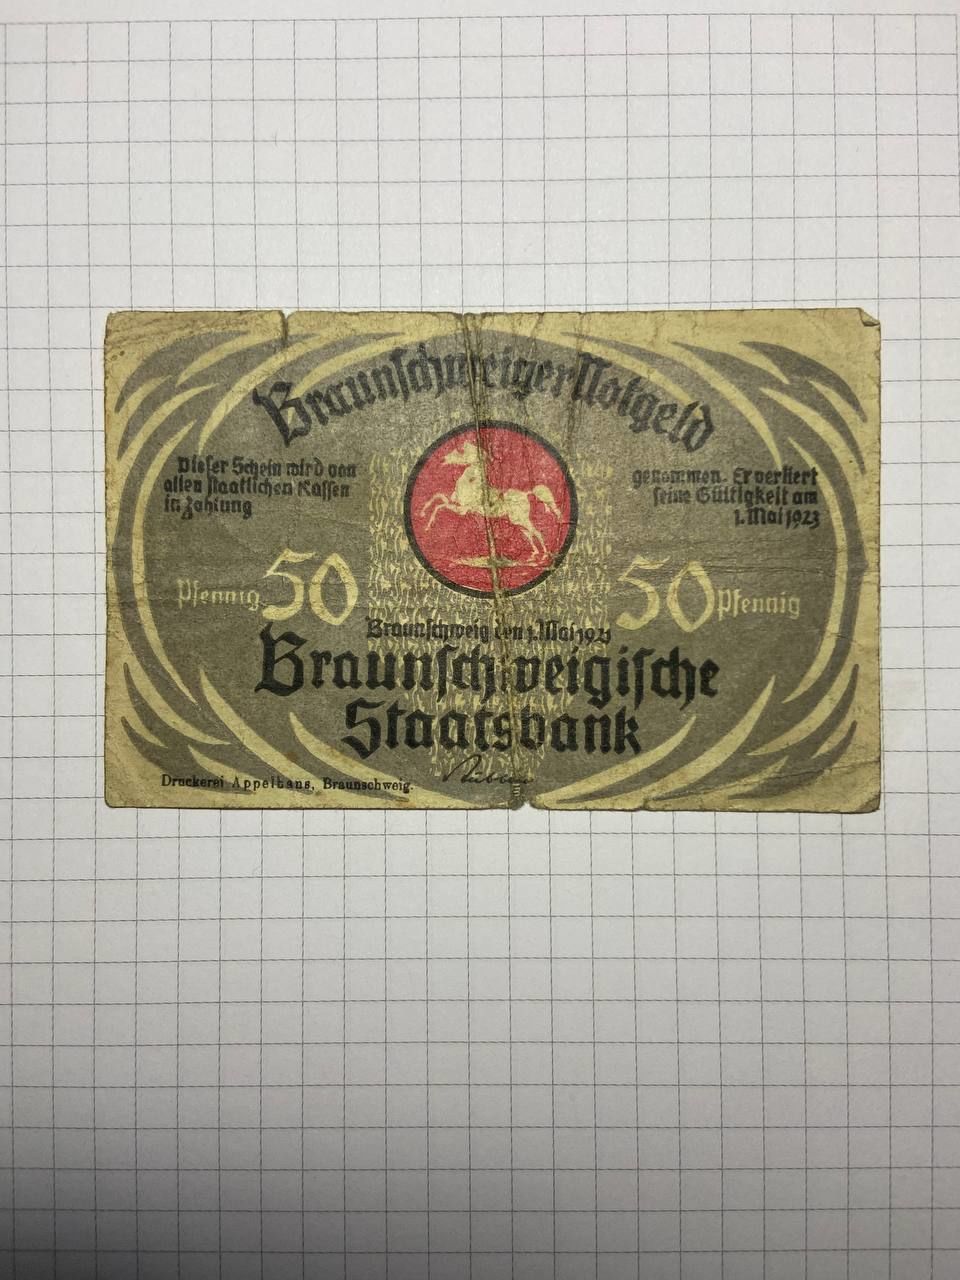 Braunschweiger Notgeld
Dieser Schein wird von
allen staatlichen Kassen
in Zahlung
genommen. Er verliert
seine Gültigkeit am
1. Mai 1923
Pfennig 50
50 Pfennig
Braunschweig den 1. Mai 1921
Braunschweigische
Staatsbank
Druckerei Appelhans, Braunschweig.